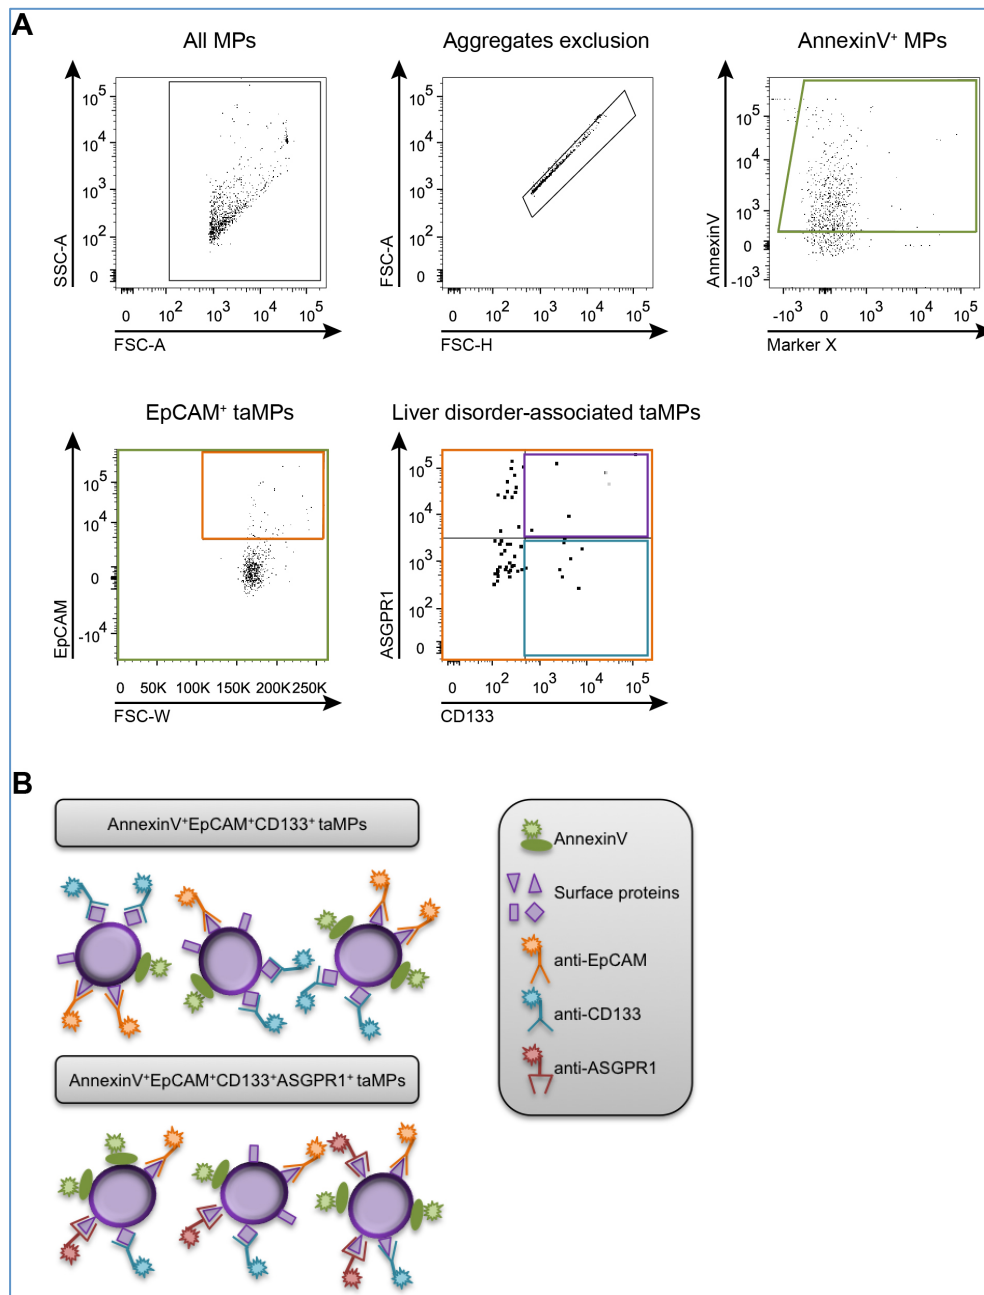 A
All MPs
Aggregates exclusion
AnnexinV⁺ MPs
SSC-A
10⁵
10⁴
10³
10²
0
0 10² 10³ 10⁴ 10⁵
FSC-A
FSC-A
10⁵
10⁴
10³
10²
0
0 10² 10³ 10⁴ 10⁵
FSC-H
AnnexinV
10⁵
10⁴
10³
0
-10³
-10³ 0 10³ 10⁴ 10⁵
Marker X
EpCAM⁺ taMPs
Liver disorder-associated taMPs
EpCAM
10⁵
10⁴
0
-10⁴
0 50K 100K 150K 200K 250K
FSC-W
ASGPR1
10⁵
10⁴
10³
10²
0
0 10² 10³ 10⁴ 10⁵
CD133
B
AnnexinV⁺EpCAM⁺CD133⁺ taMPs
AnnexinV⁺EpCAM⁺CD133⁺ASGPR1⁺ taMPs
AnnexinV
Surface proteins
anti-EpCAM
anti-CD133
anti-ASGPR1